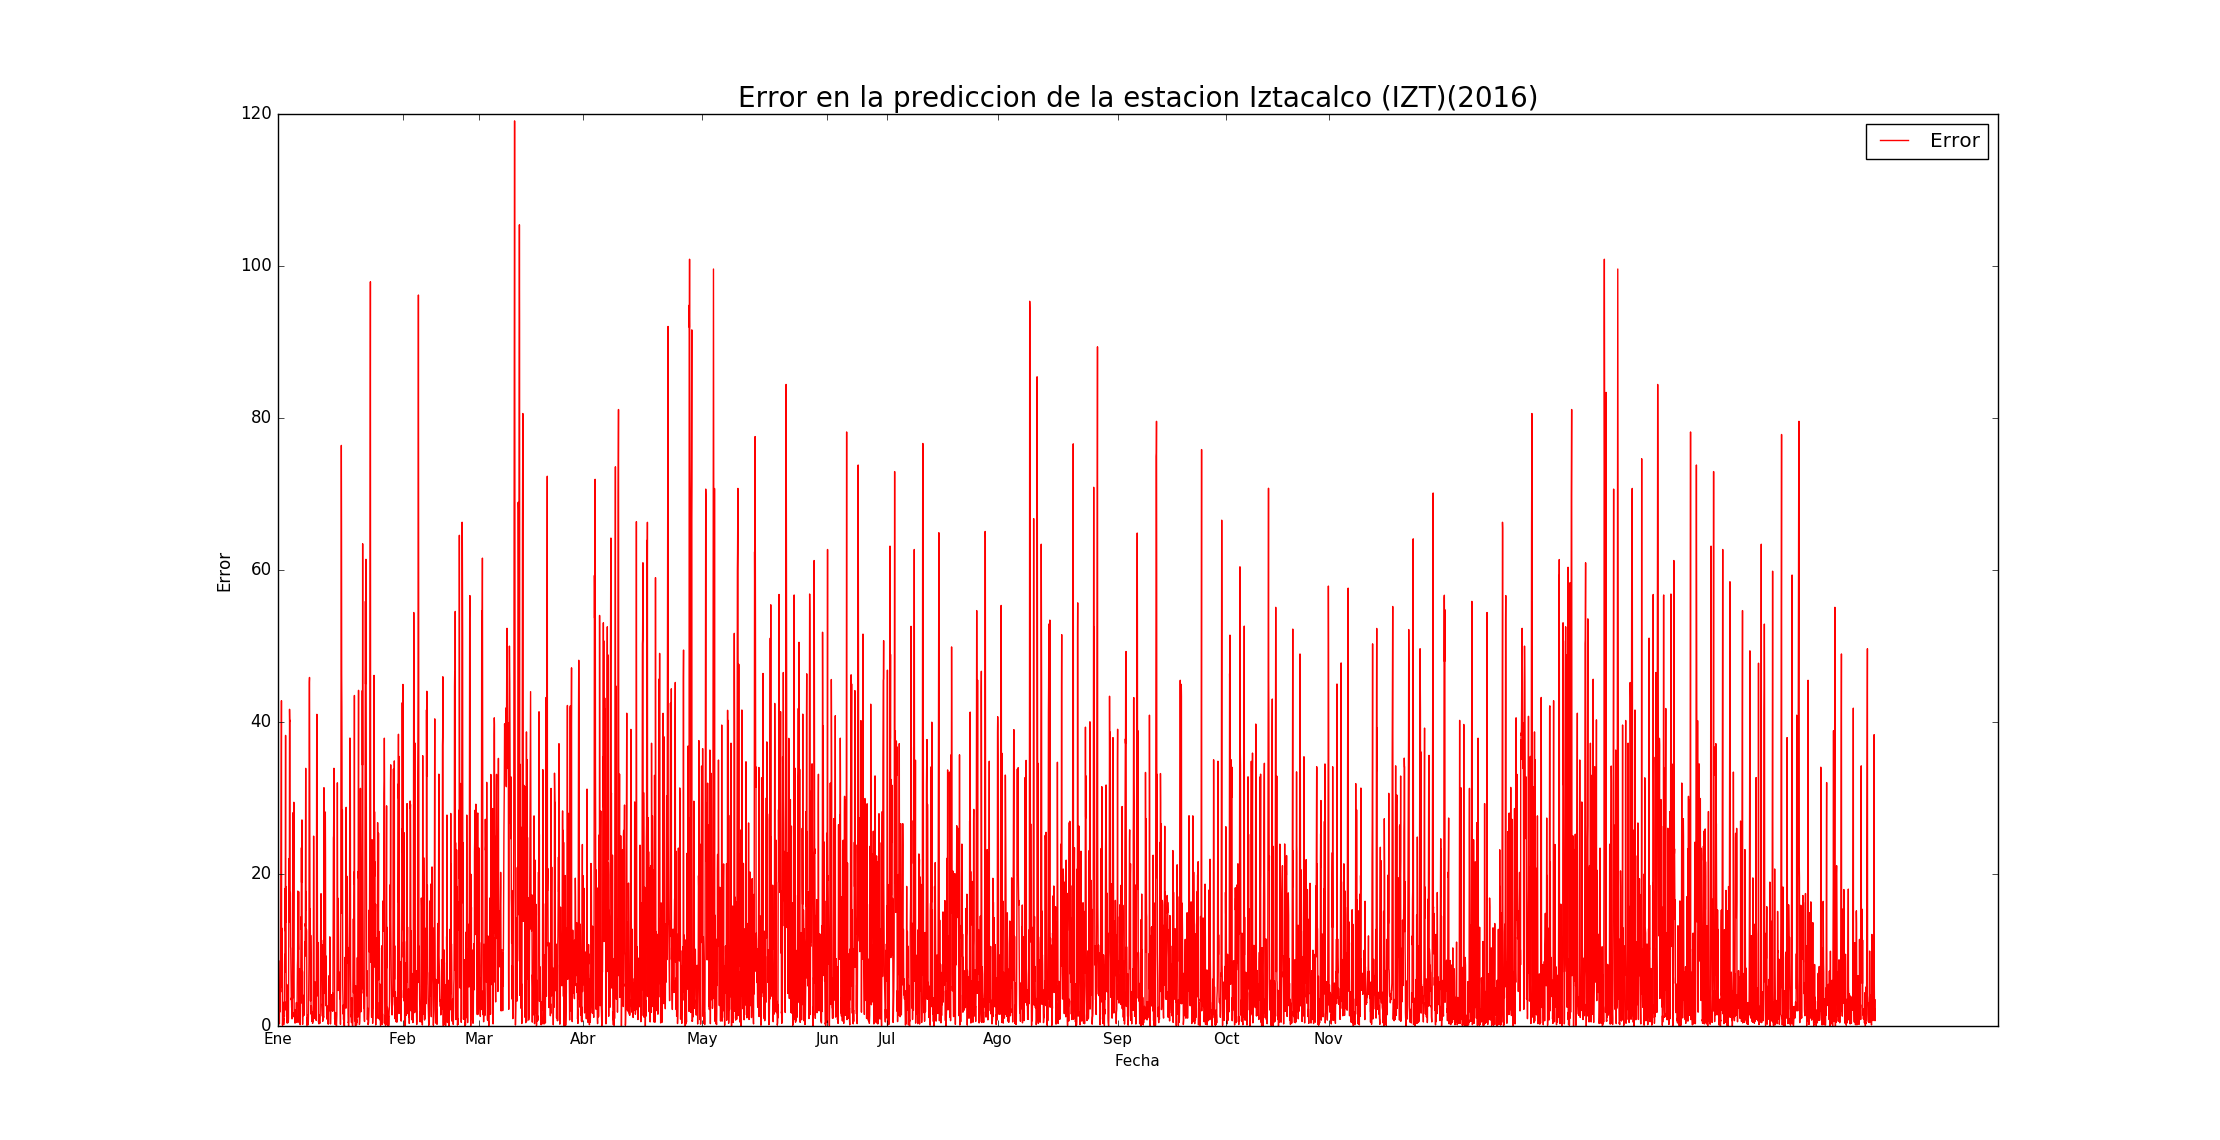 Error en la prediccion de la estacion Iztacalco (IZT)(2016)
120
100
80
60
40
20
0
Error
Error
Ene Feb Mar Abr May Jun Jul Ago Sep Oct Nov
Fecha